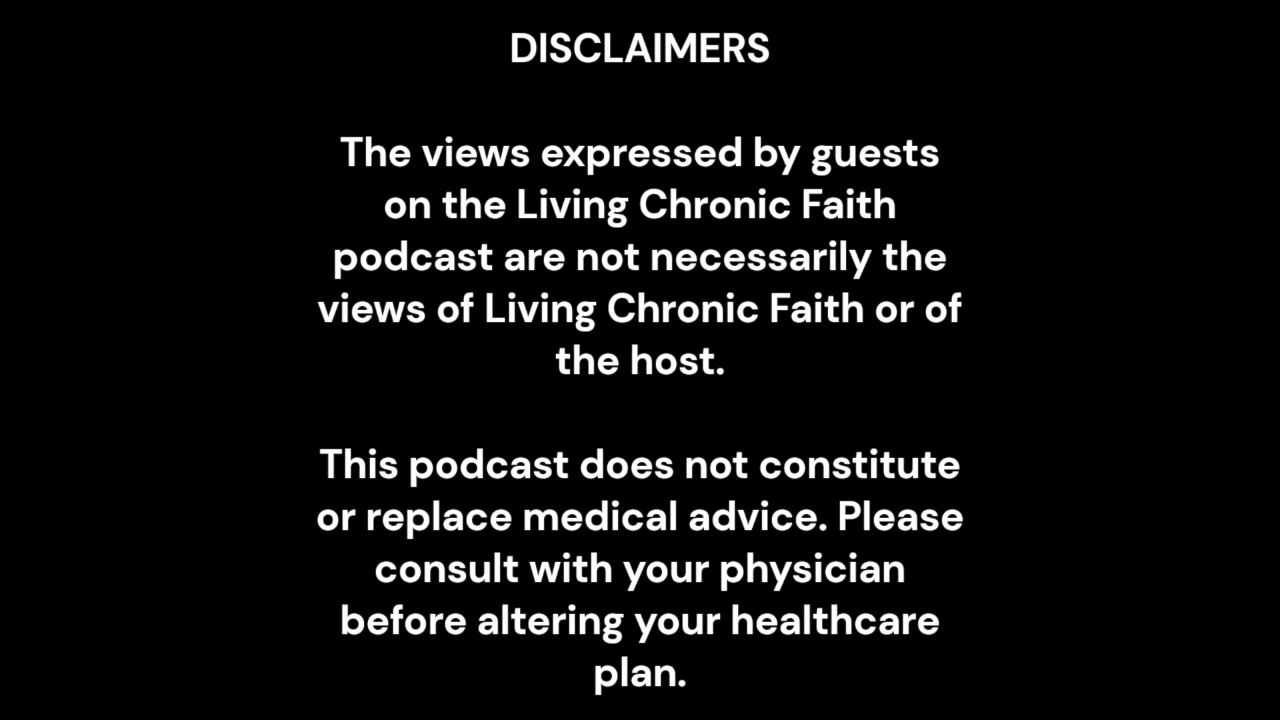 DISCLAIMERS
The views expressed by guests
on the Living Chronic Faith
podcast are not necessarily the
views of Living Chronic Faith or of
the host.
This podcast does not constitute
or replace medical advice. Please
consult with your physician
before altering your healthcare
plan.